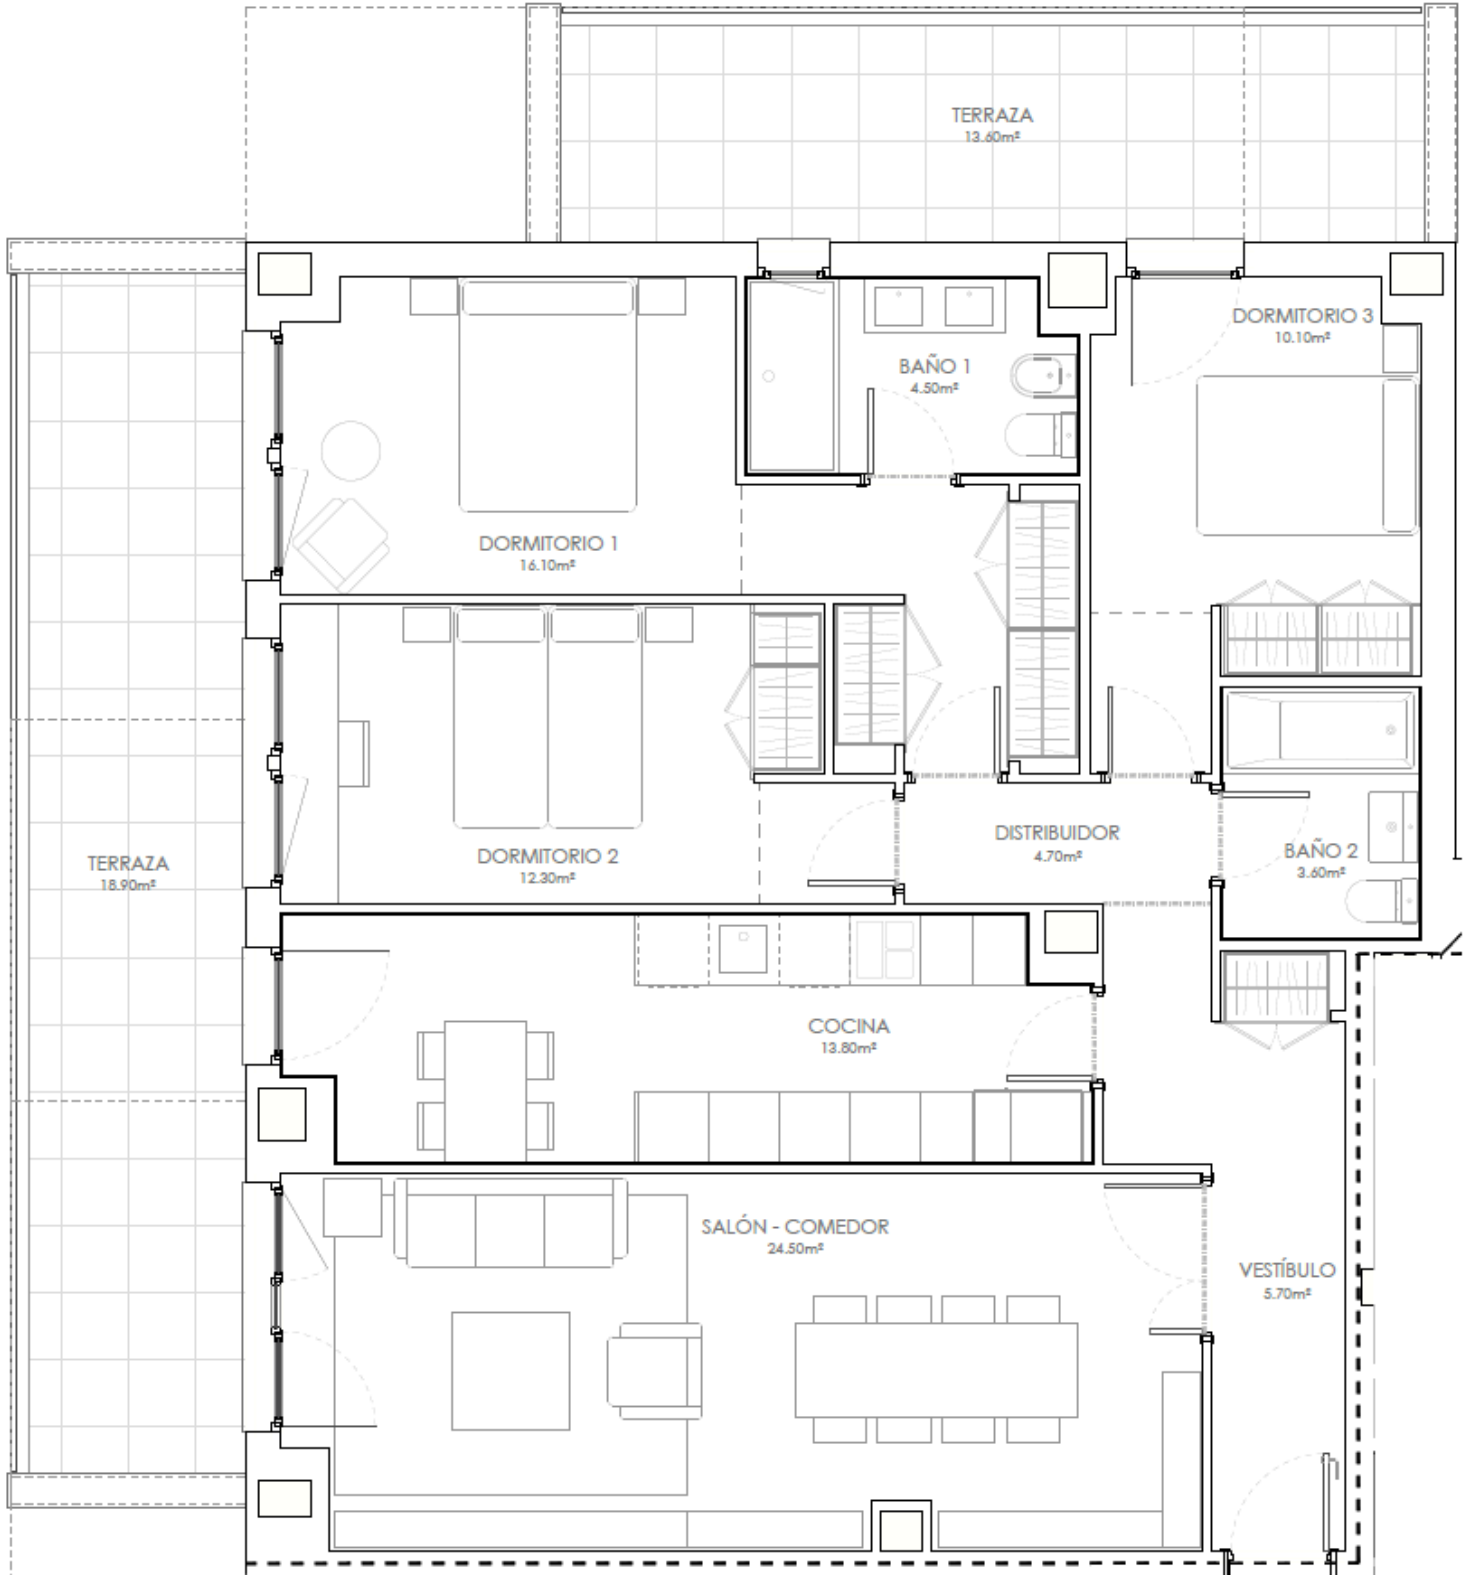 TERRAZA
13.60m²
DORMITORIO 3
10.10m²
BAÑO 1
4.50m²
DORMITORIO 1
16.10m²
DISTRIBUIDOR
4.70m²
BAÑO 2
3.60m²
DORMITORIO 2
12.30m²
TERRAZA
18.90m²
COCINA
13.80m²
SALÓN - COMEDOR
24.50m²
VESTÍBULO
5.70m²